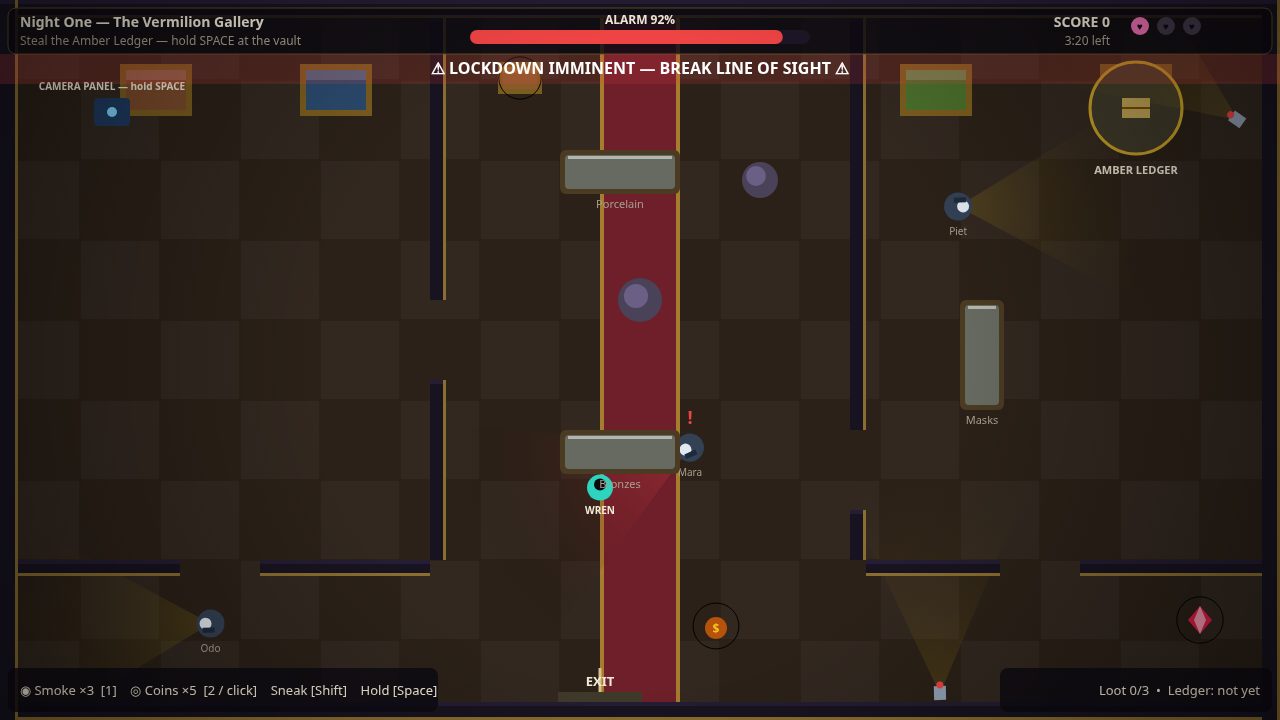 Night One — The Vermilion Gallery
Steal the Amber Ledger — hold SPACE at the vault
ALARM 92%
SCORE 0
3:20 left
⚠ LOCKDOWN IMMINENT — BREAK LINE OF SIGHT ⚠
CAMERA PANEL — hold SPACE
AMBER LEDGER
Porcelain
Piet
Masks
!
Mara
Bronzes
WREN
$
Odo
EXIT
◉ Smoke ×3 [1] ◎ Coins ×5 [2 / click] Sneak [Shift] Hold [Space]
Loot 0/3 • Ledger: not yet